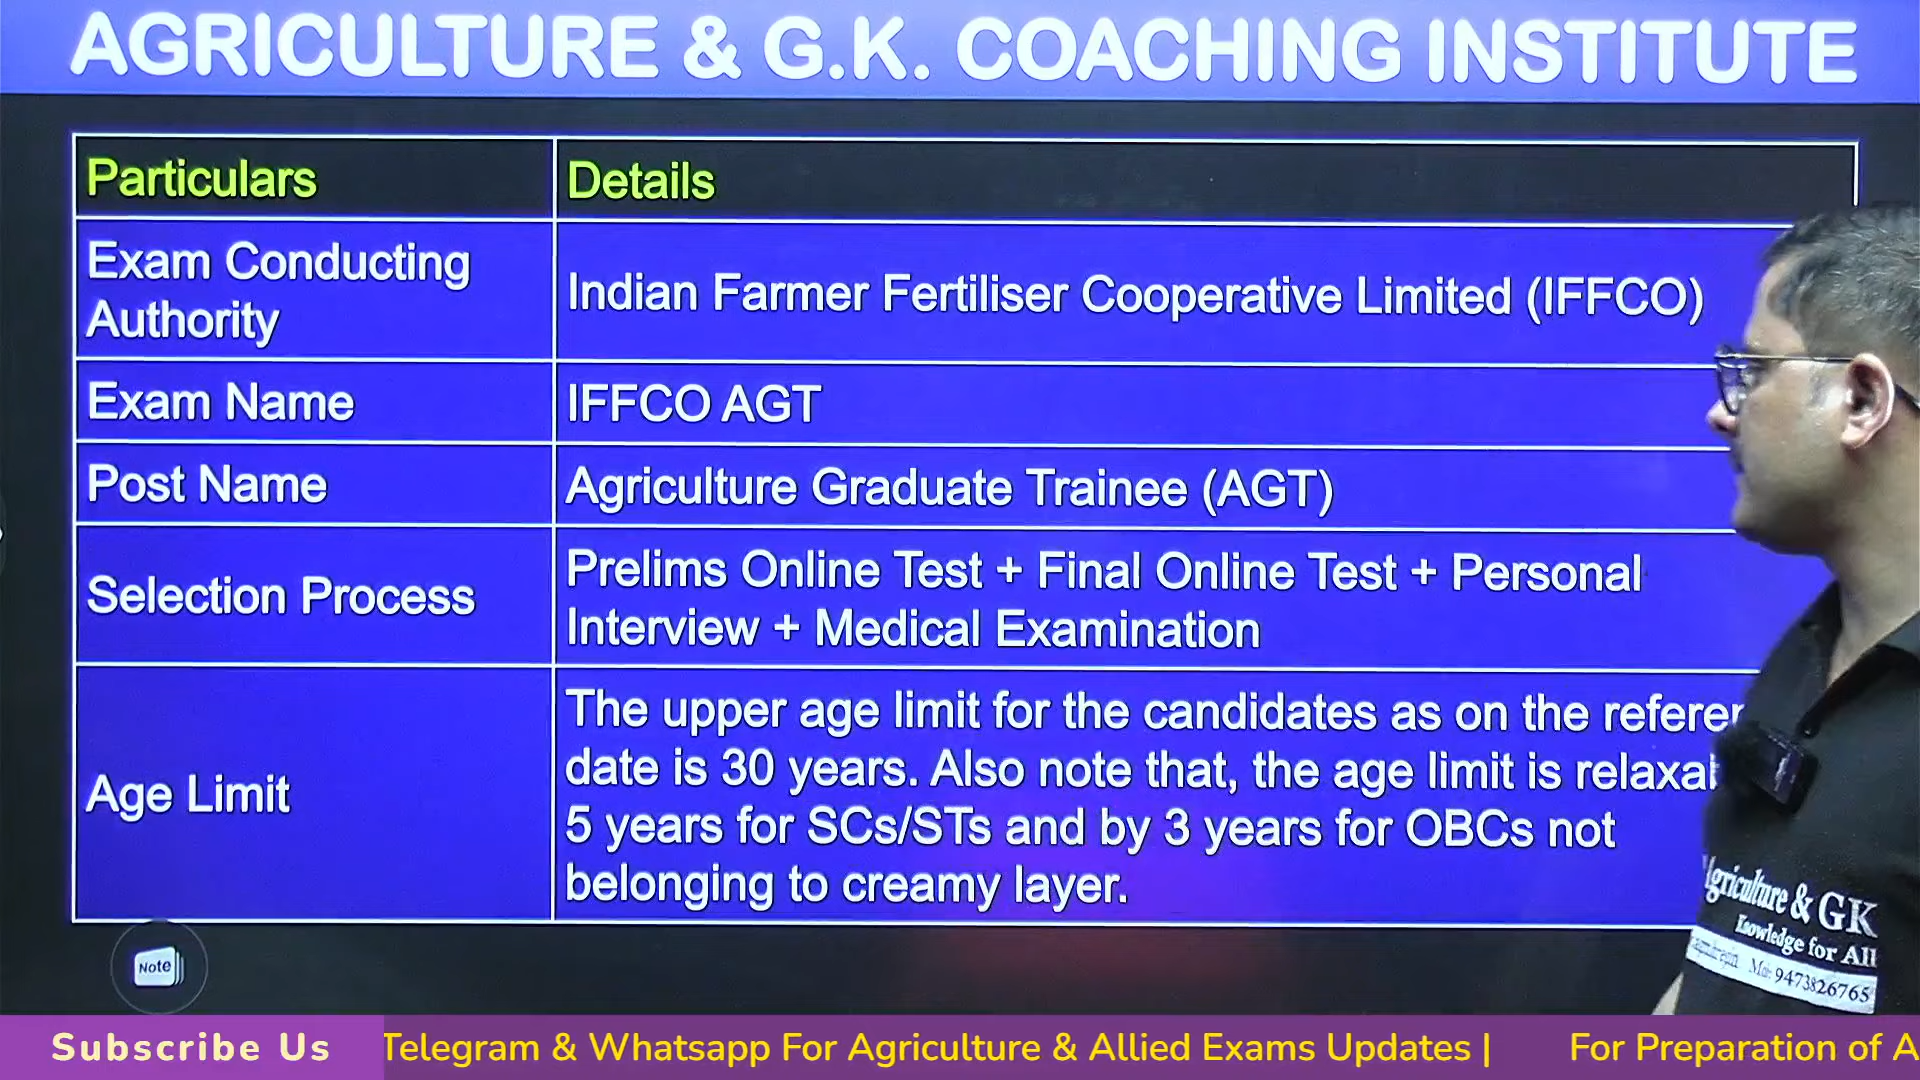 AGRICULTURE & G.K. COACHING INSTITUTE
Particulars
Details
Exam Conducting
Authority
Indian Farmer Fertiliser Cooperative Limited (IFFCO)
Exam Name
IFFCO AGT
Post Name
Agriculture Graduate Trainee (AGT)
Selection Process
Prelims Online Test + Final Online Test + Personal
Interview + Medical Examination
Age Limit
The upper age limit for the candidates as on the
date is 30 years. Also note that, the age limit is
5 years for SCs/STs and by 3 years for OBCs not
belonging to creamy layer.
Note
Agriculture & GK
Knowledge for All
9473826765
Subscribe Us
Telegram & Whatsapp For Agriculture & Allied Exams Updates |
For Preparation of A